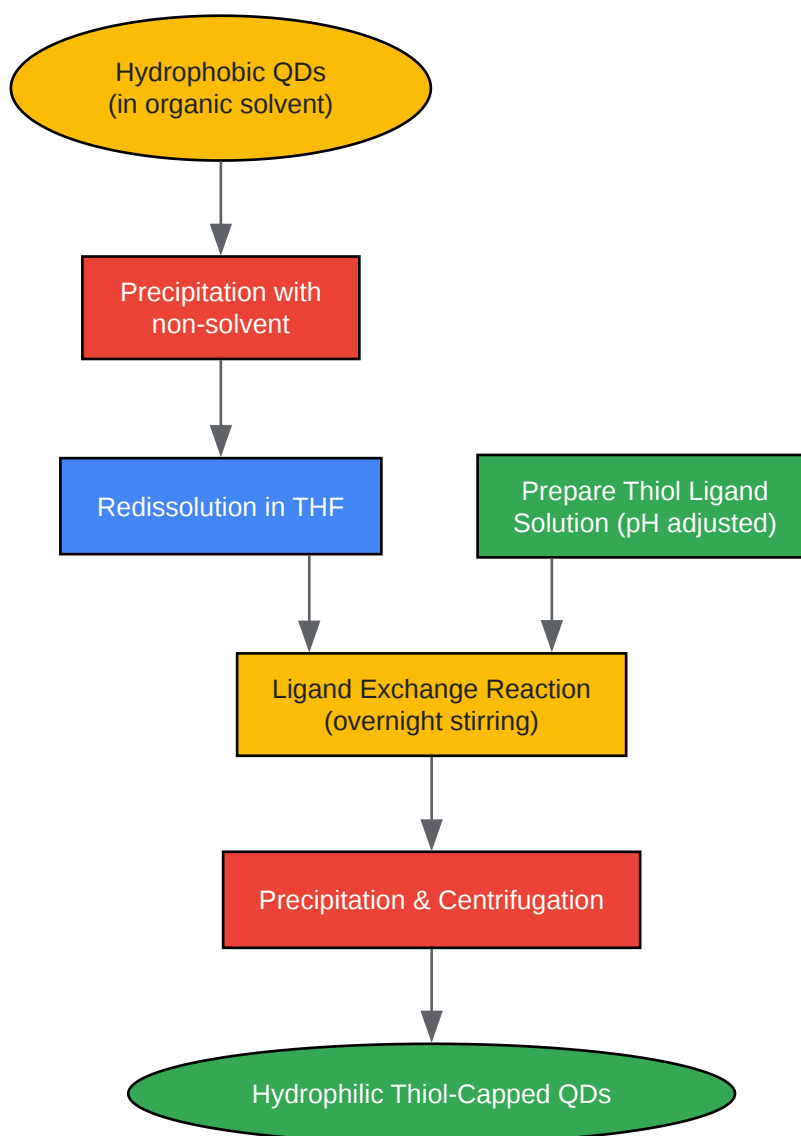 Hydrophobic QDs
(in organic solvent)
Precipitation with
non-solvent
Redissolution in THF
Prepare Thiol Ligand
Solution (pH adjusted)
Ligand Exchange Reaction
(overnight stirring)
Precipitation & Centrifugation
Hydrophilic Thiol-Capped QDs